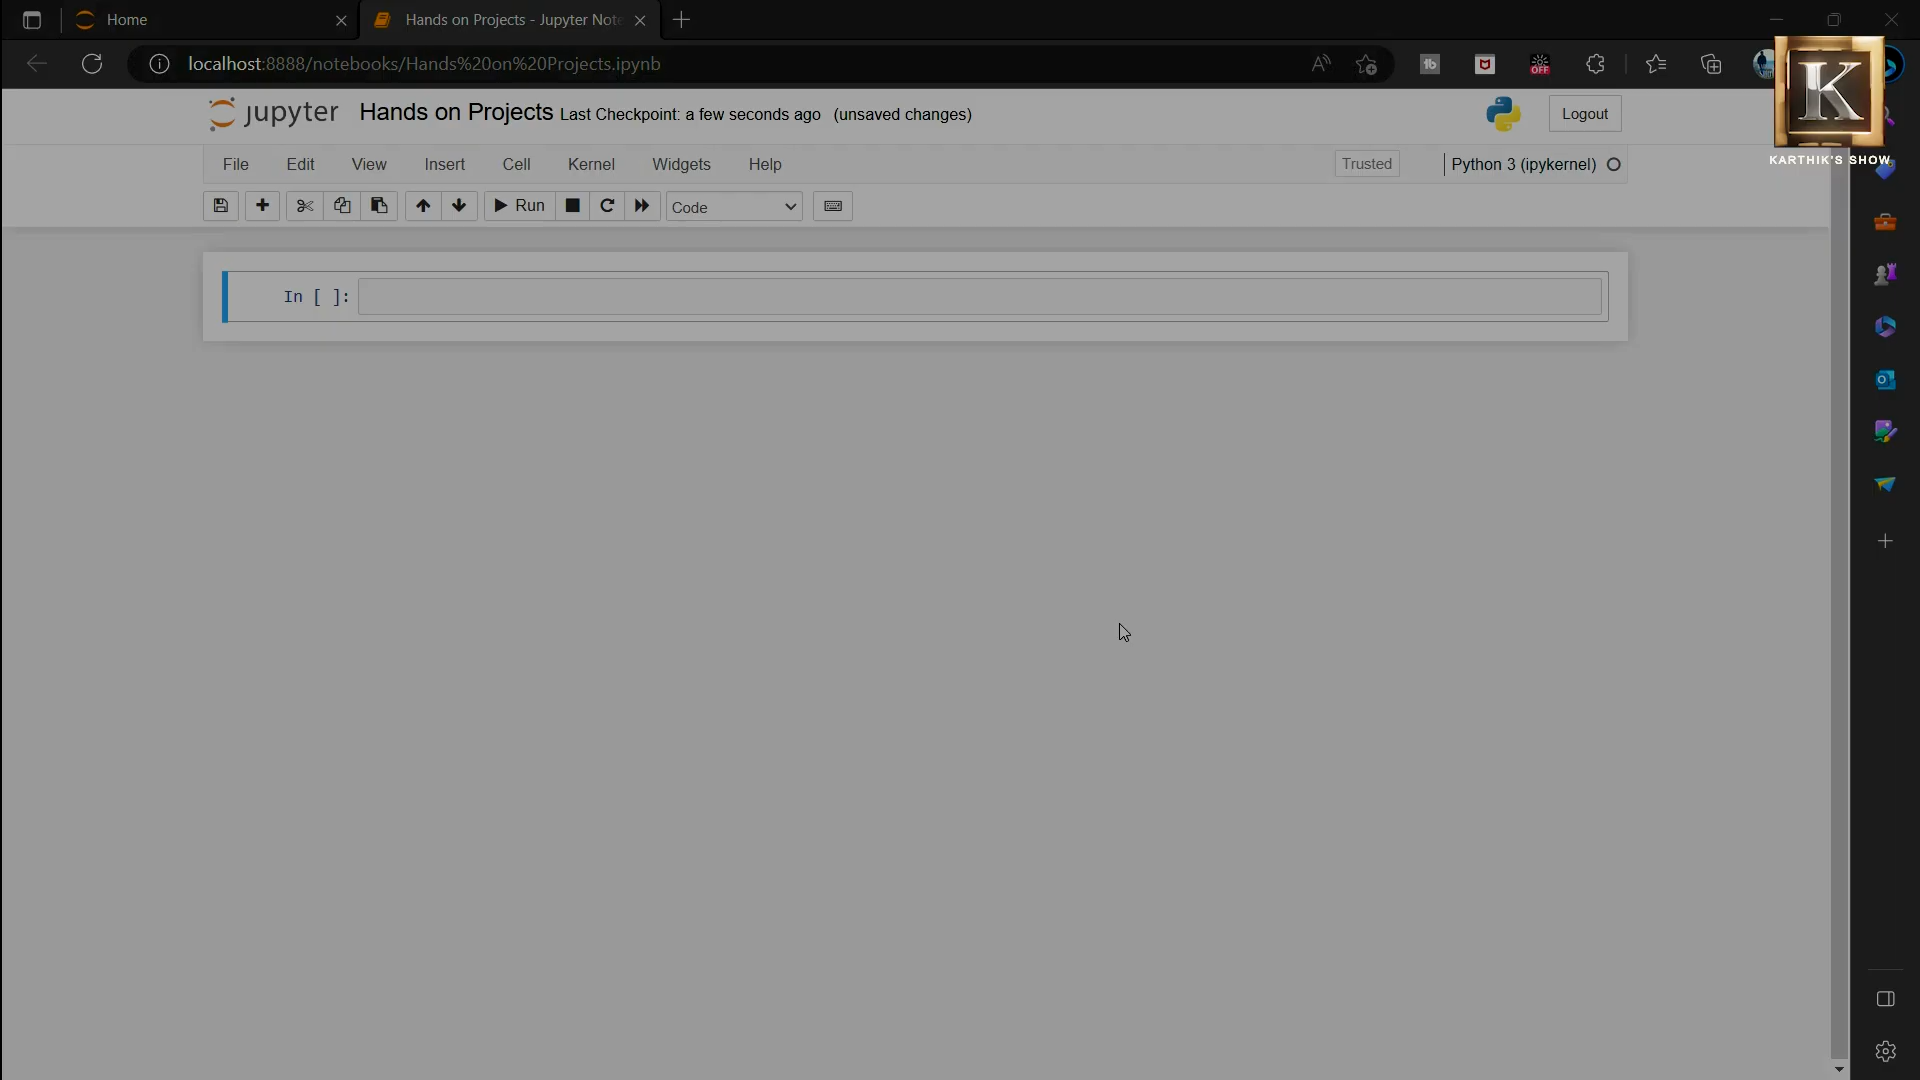 Home
Hands on Projects - Jupyter Note
localhost:8888/notebooks/Hands%20on%20Projects.ipynb
A
tb
OFF
K
KARTHIK'S SHOW
jupyter Hands on Projects Last Checkpoint: a few seconds ago (unsaved changes)
Logout
File Edit View Insert Cell Kernel Widgets Help
Trusted
Python 3 (ipykernel)
Run
Code
In [ ]: